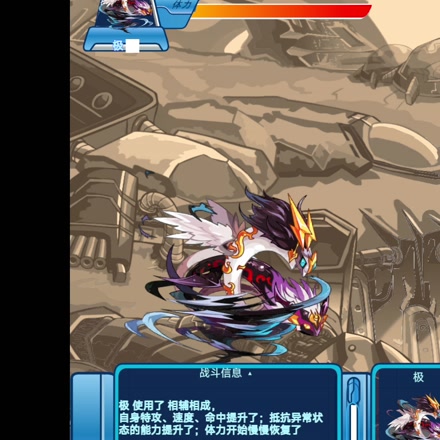 体力
极
战斗信息
极 使用了 相辅相成,
自身特攻、速度、命中提升了；抵抗异常状
态的能力提升了；体力开始慢慢恢复了
极